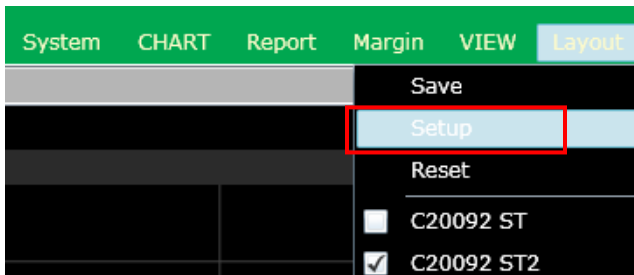 System CHART Report Margin VIEW Layout
Save
Setup
Reset
C20092 ST
C20092 ST2